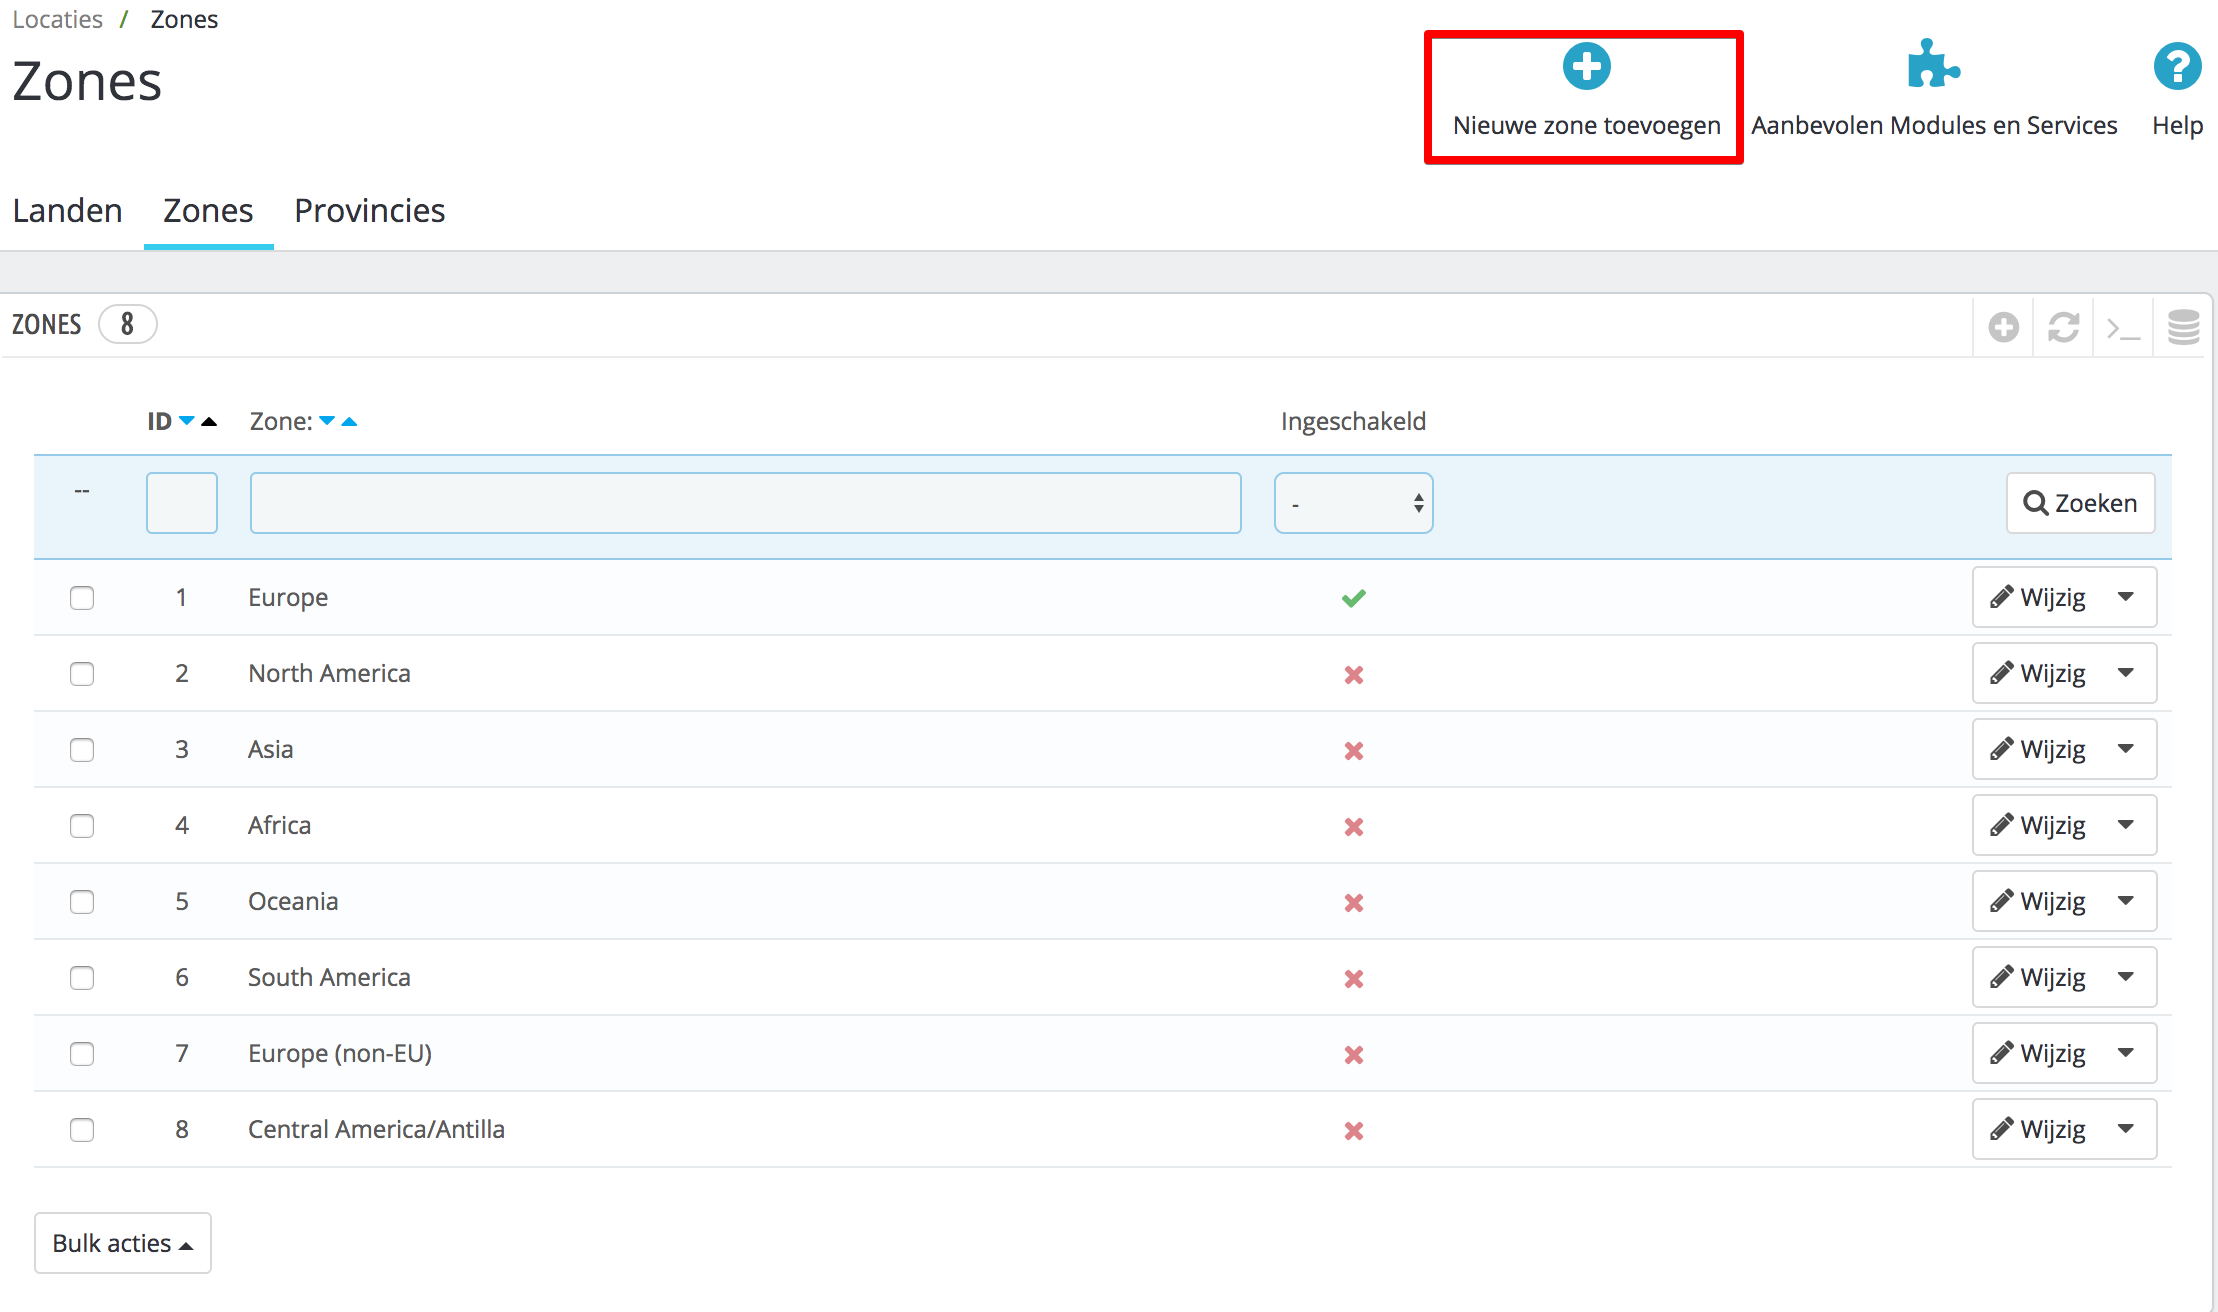 Locaties / Zones
Zones
Nieuwe zone toevoegen
Aanbevolen Modules en Services
Help
Landen Zones Provincies
ZONES 8
ID Zone: Ingeschakeld
-- - Zoeken
1 Europe Wijzig
2 North America Wijzig
3 Asia Wijzig
4 Africa Wijzig
5 Oceania Wijzig
6 South America Wijzig
7 Europe (non-EU) Wijzig
8 Central America/Antilla Wijzig
Bulk acties